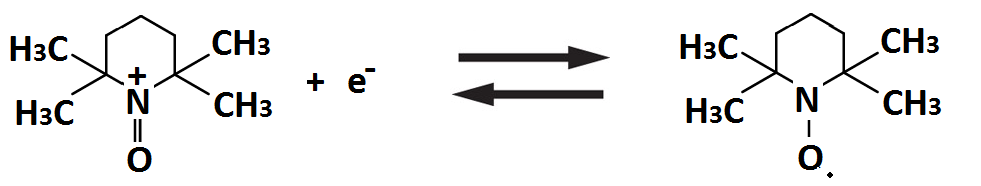 H3C CH3 H3C CH3
+ + e-
H3C CH3 H3C CH3
N N
O O.